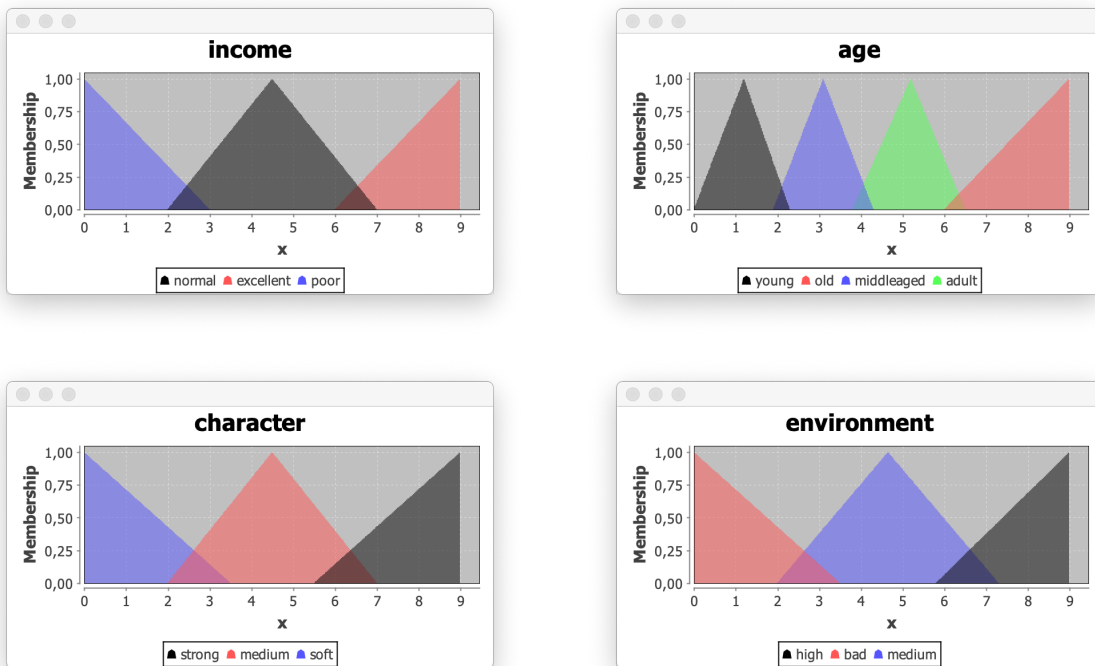 income
1,00
0,75
0,50
0,25
0,00
Membership
0 1 2 3 4 5 6 7 8 9
x
normal excellent poor
age
1,00
0,75
0,50
0,25
0,00
Membership
0 1 2 3 4 5 6 7 8 9
x
young old middleaged adult
character
1,00
0,75
0,50
0,25
0,00
Membership
0 1 2 3 4 5 6 7 8 9
x
strong medium soft
environment
1,00
0,75
0,50
0,25
0,00
Membership
0 1 2 3 4 5 6 7 8 9
x
high bad medium